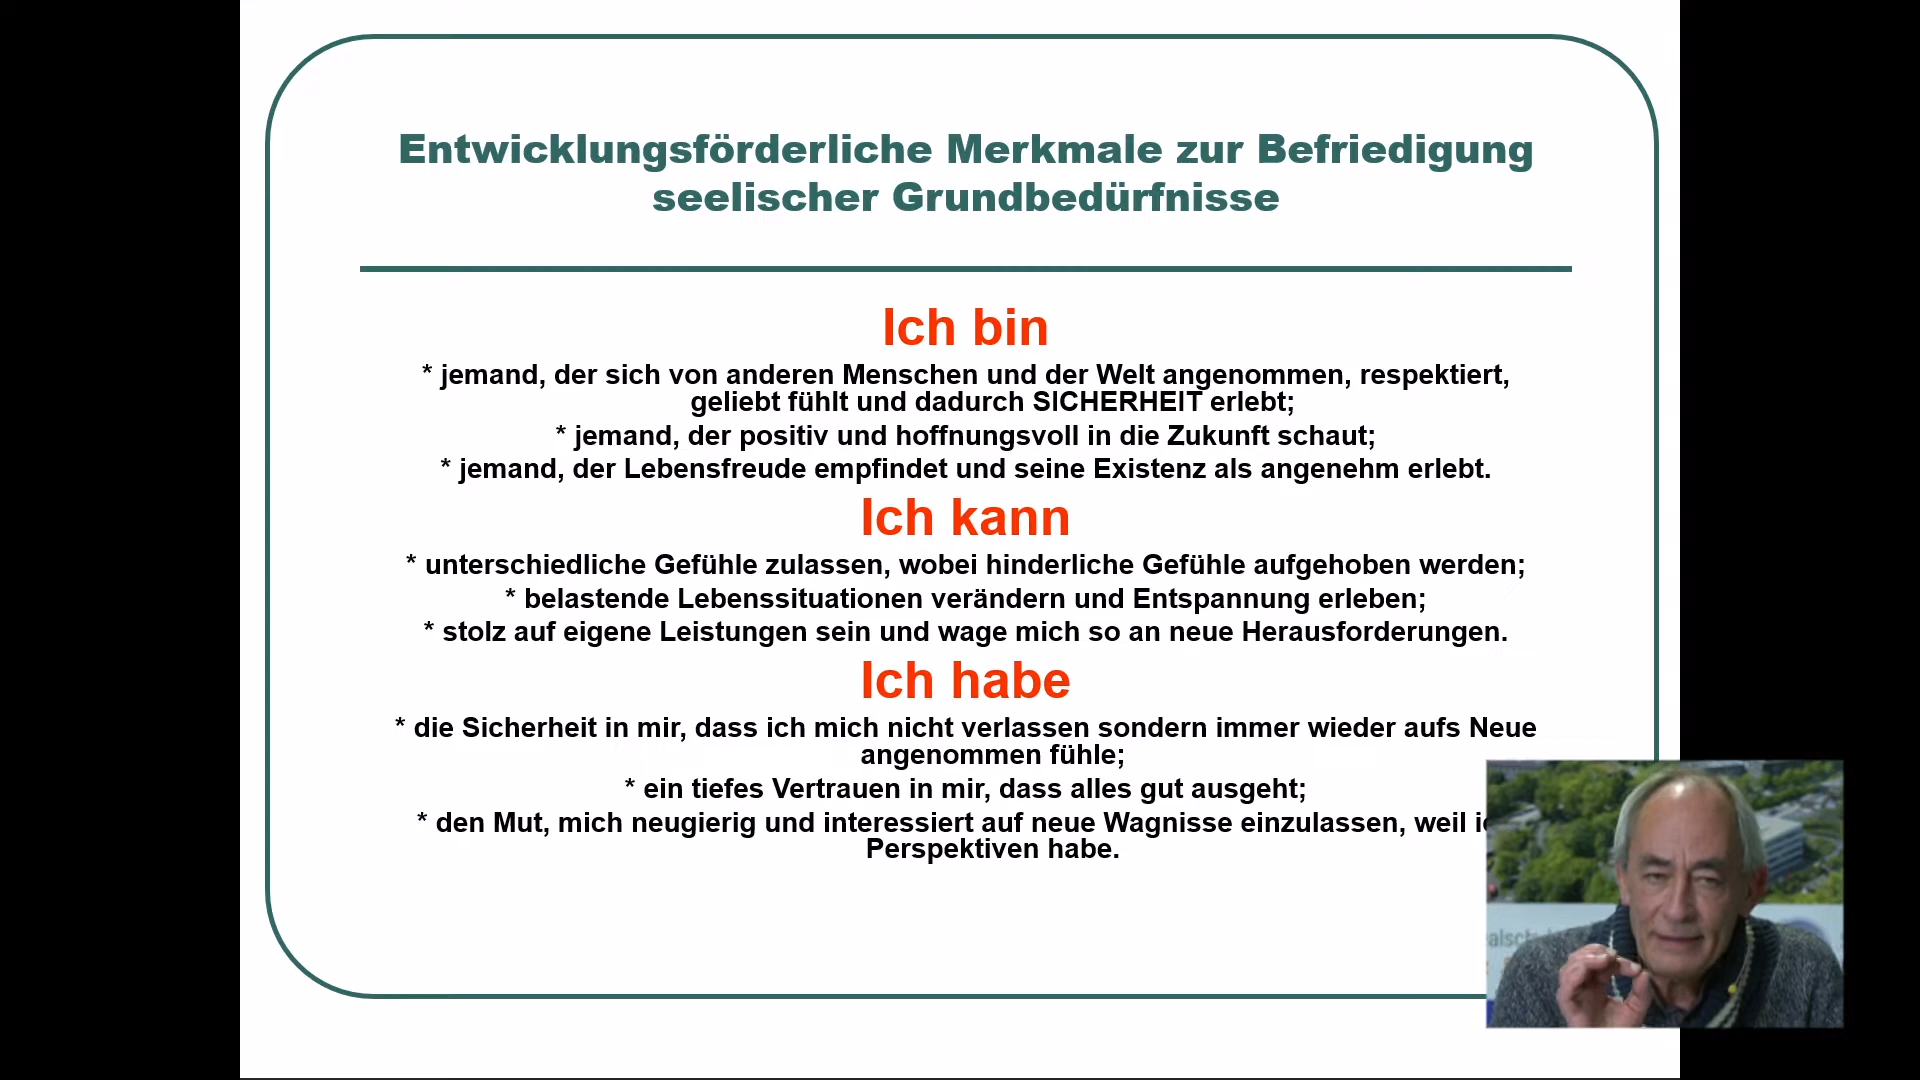 Entwicklungsförderliche Merkmale zur Befriedigung
seelischer Grundbedürfnisse
Ich bin
* jemand, der sich von anderen Menschen und der Welt angenommen, respektiert,
geliebt fühlt und dadurch SICHERHEIT erlebt;
* jemand, der positiv und hoffnungsvoll in die Zukunft schaut;
* jemand, der Lebensfreude empfindet und seine Existenz als angenehm erlebt.
Ich kann
* unterschiedliche Gefühle zulassen, wobei hinderliche Gefühle aufgehoben werden;
* belastende Lebenssituationen verändern und Entspannung erleben;
* stolz auf eigene Leistungen sein und wage mich so an neue Herausforderungen.
Ich habe
* die Sicherheit in mir, dass ich mich nicht verlassen sondern immer wieder aufs Neue
angenommen fühle;
* ein tiefes Vertrauen in mir, dass alles gut ausgeht;
* den Mut, mich neugierig und interessiert auf neue Wagnisse einzulassen, weil
Perspektiven habe.